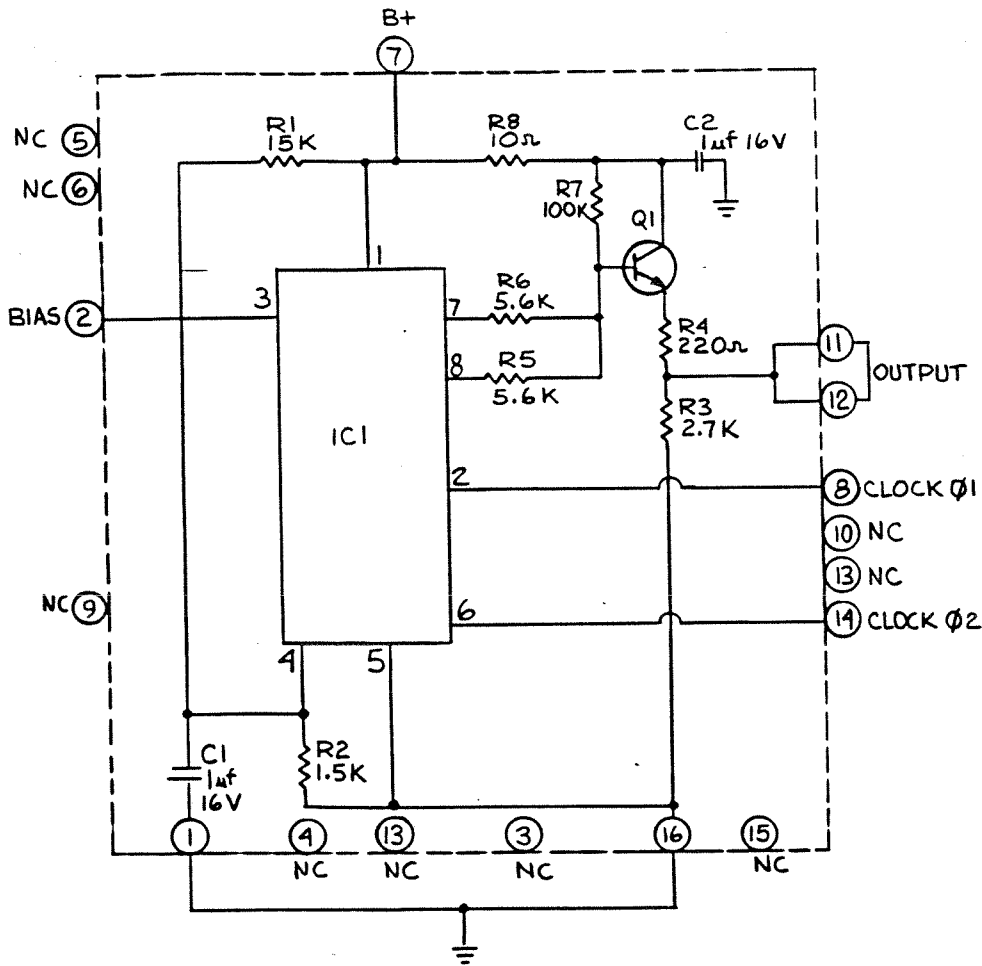 B+
7
NC 5
NC 6
R1
15K
R8
10Ω
C2
1µf 16V
R7
100K
Q1
1
3
BIAS 2
7
R6
5.6K
8
R5
5.6K
R4
220Ω
11
12
OUTPUT
R3
2.7K
IC1
2
8 CLOCK Ø1
10 NC
13 NC
NC 9
6
14 CLOCK Ø2
4
5
C1
1µf
16V
R2
1.5K
1
4
NC
13
NC
3
NC
16
15
NC